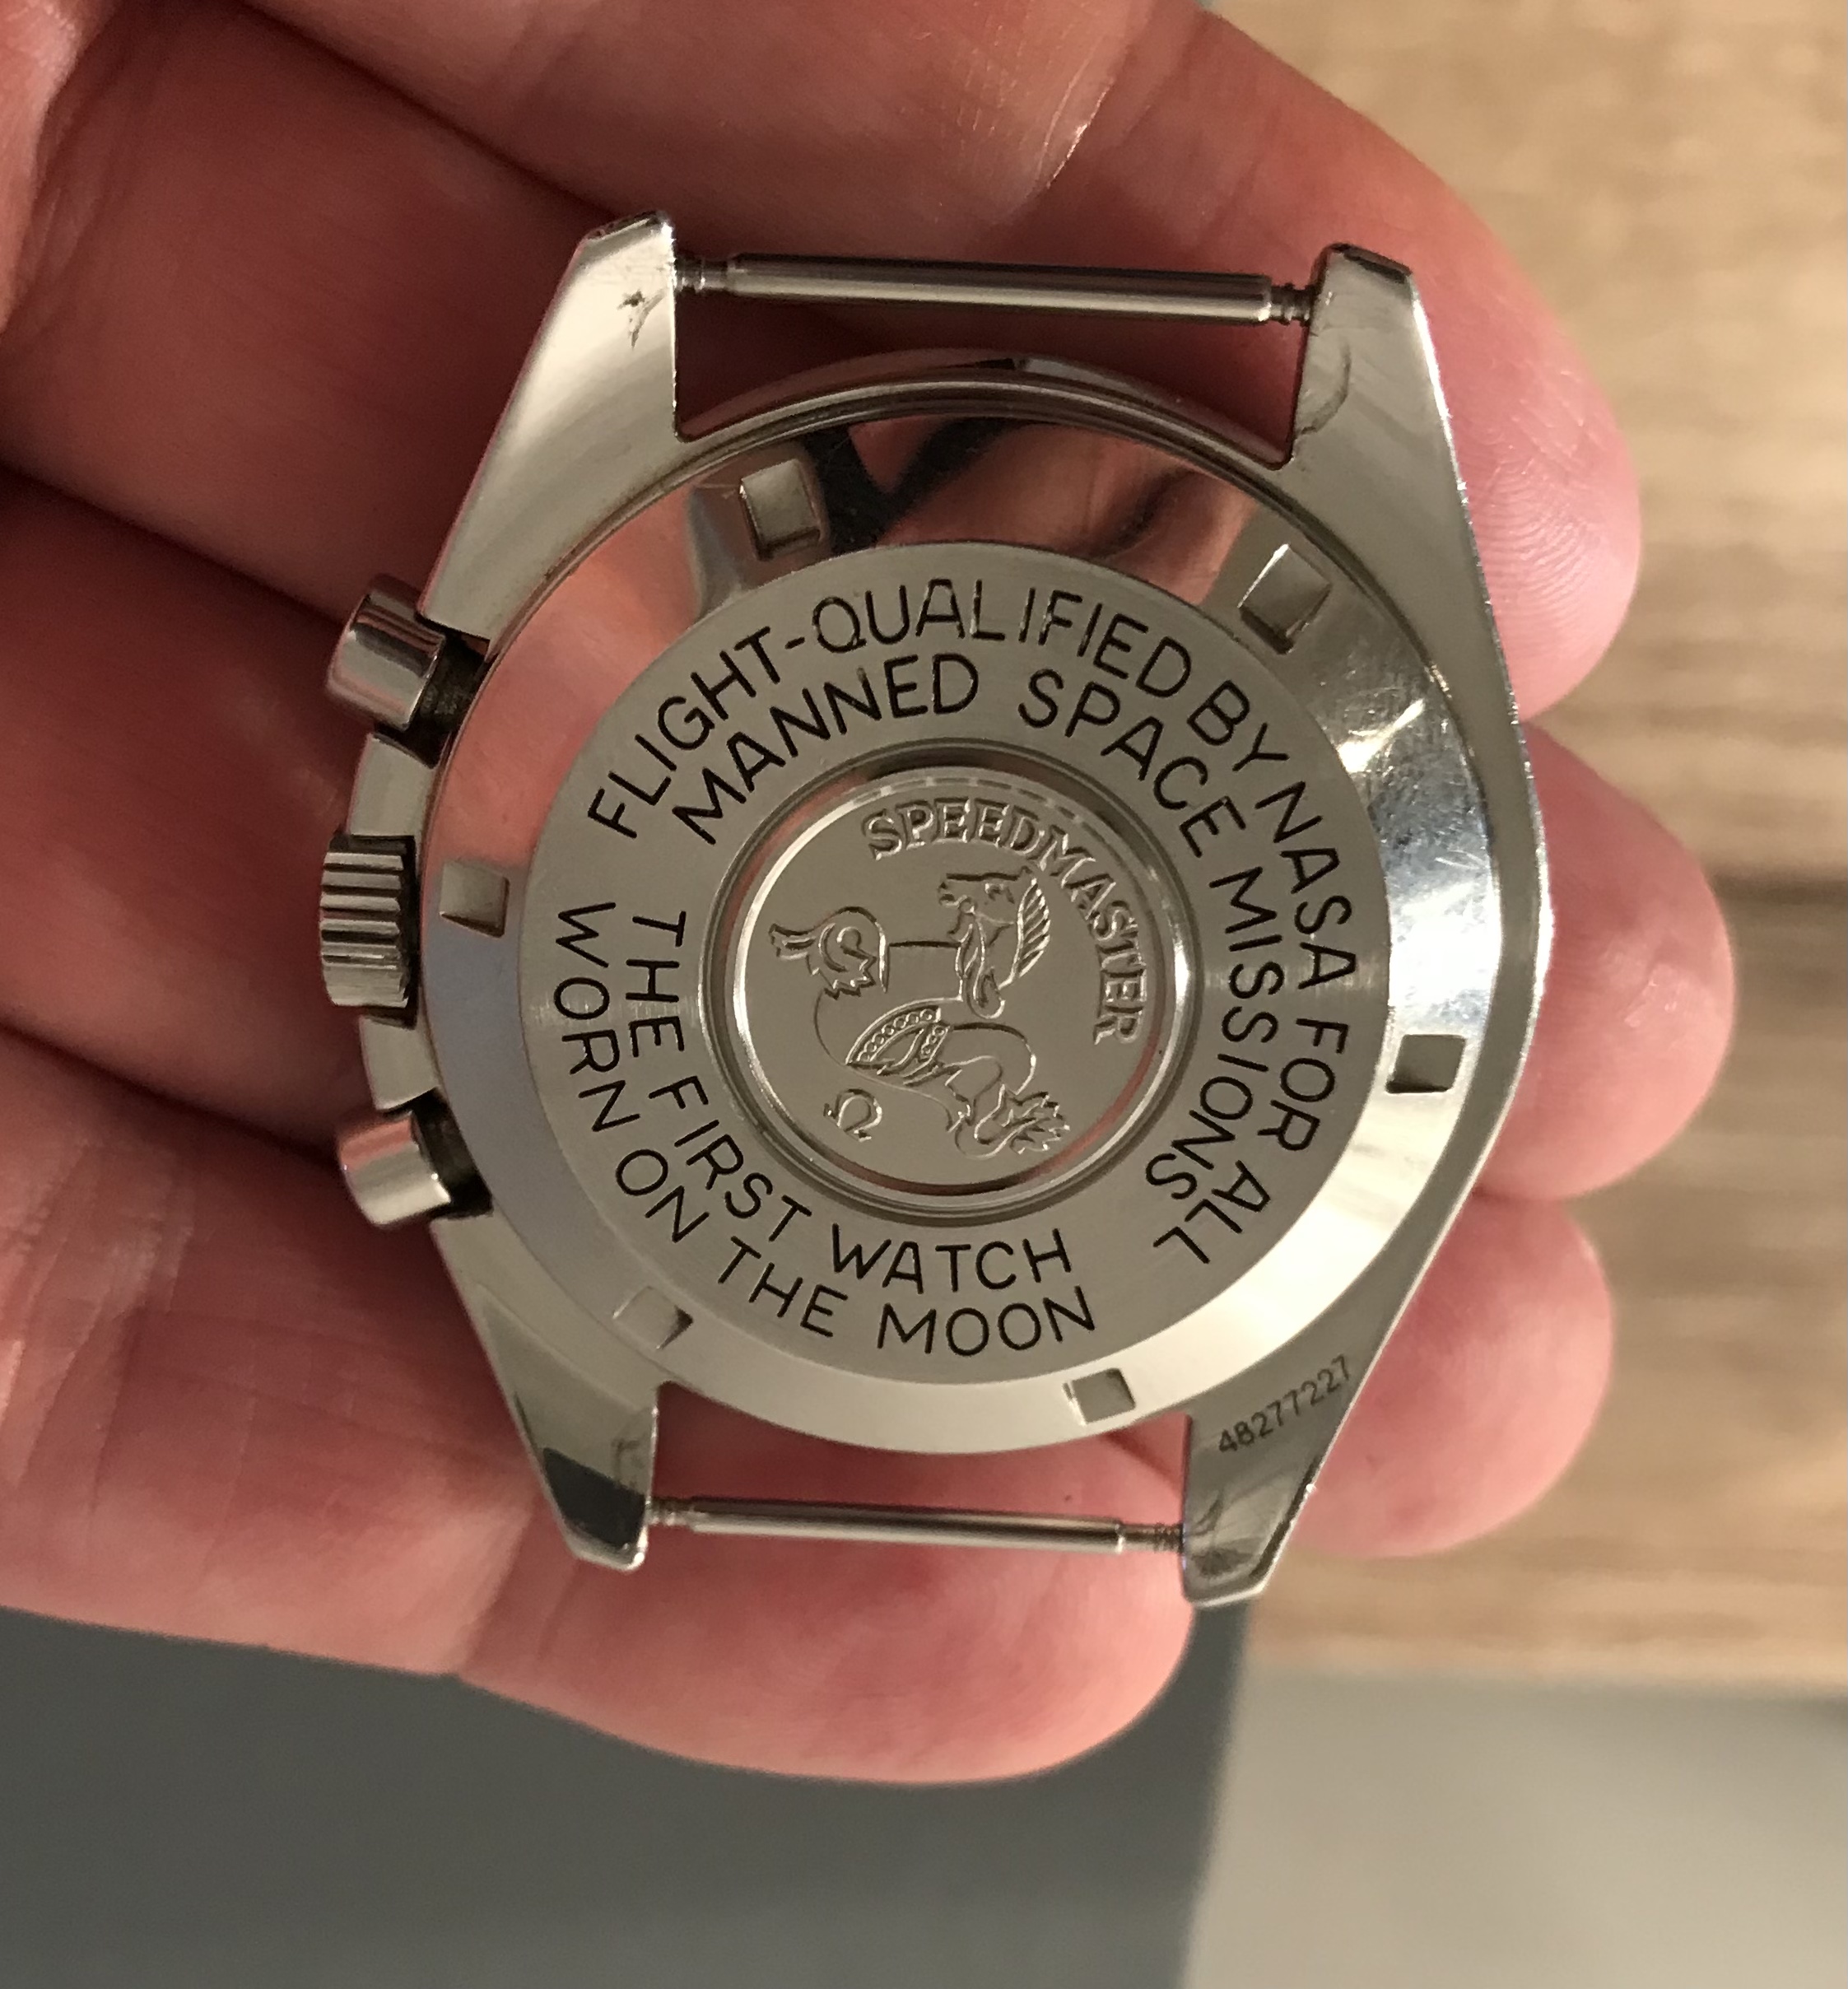 FLIGHT-QUALIFIED BY NASA FOR ALL
MANNED SPACE MISSIONS
THE FIRST WATCH
WORN ON THE MOON
SPEEDMASTER
Ω
48277227